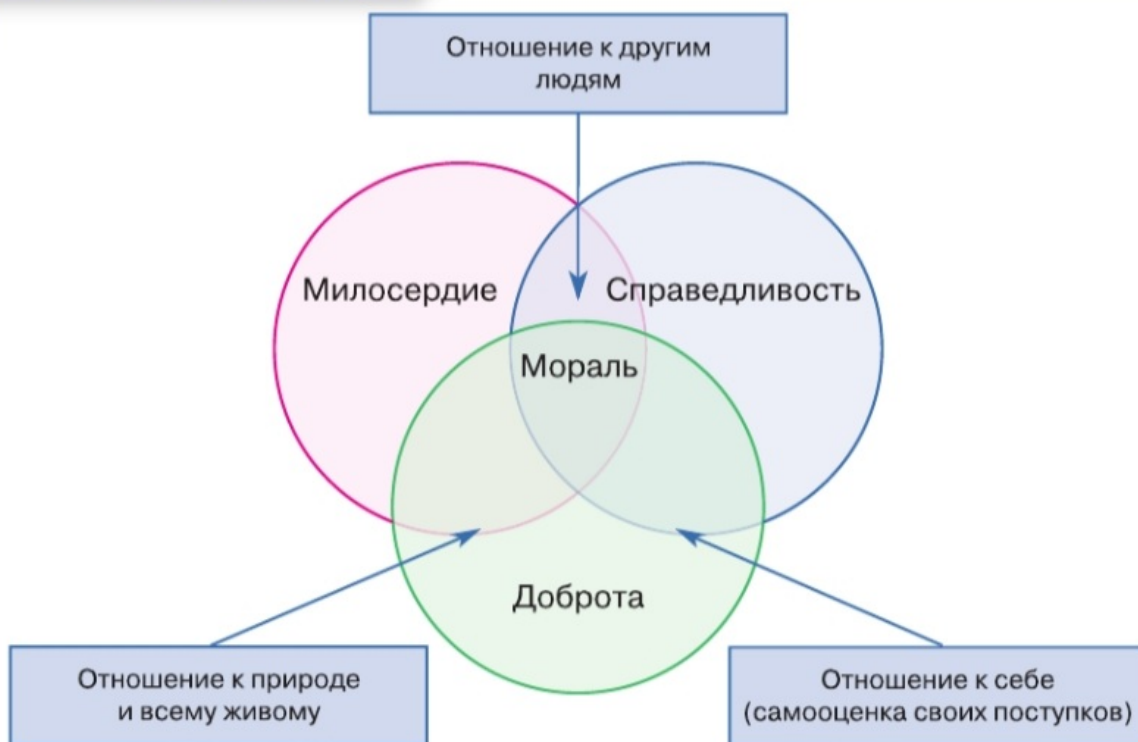 Отношение к другим
людям
Милосердие
Справедливость
Мораль
Доброта
Отношение к природе
и всему живому
Отношение к себе
(самооценка своих поступков)